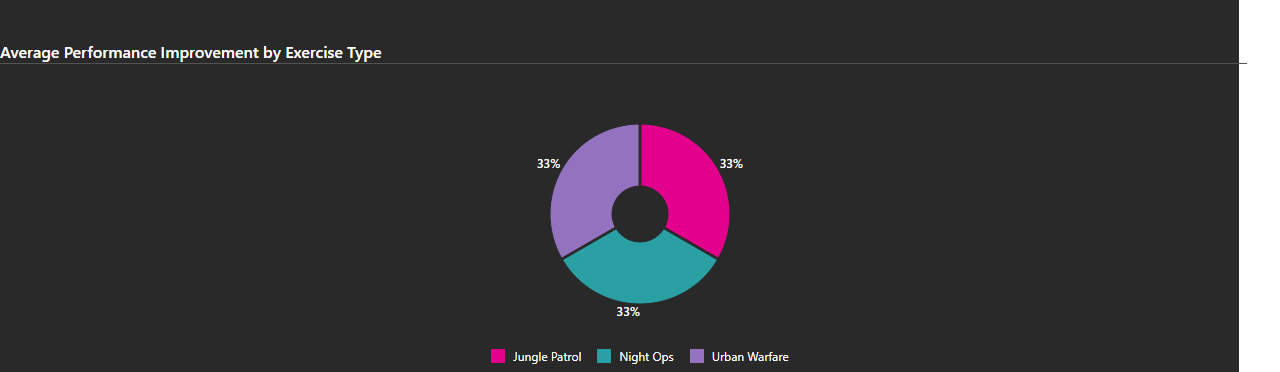 Average Performance Improvement by Exercise Type
33%
33%
33%
Jungle Patrol
Night Ops
Urban Warfare